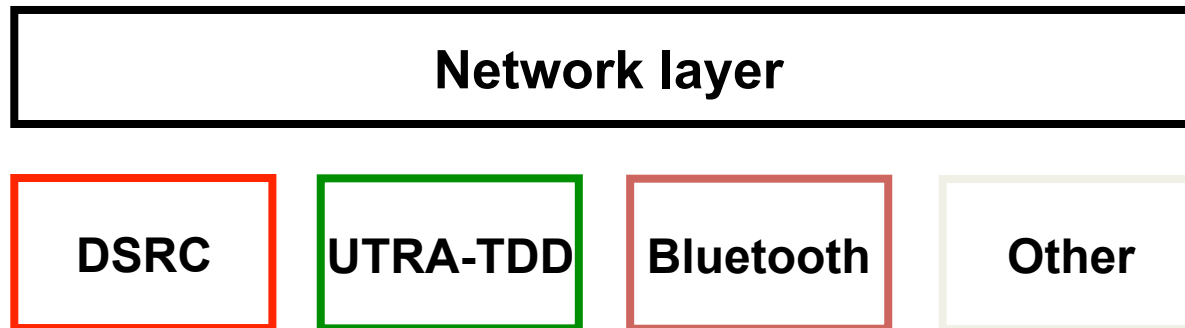 Network layer
DSRC
UTRA-TDD
Bluetooth
Other